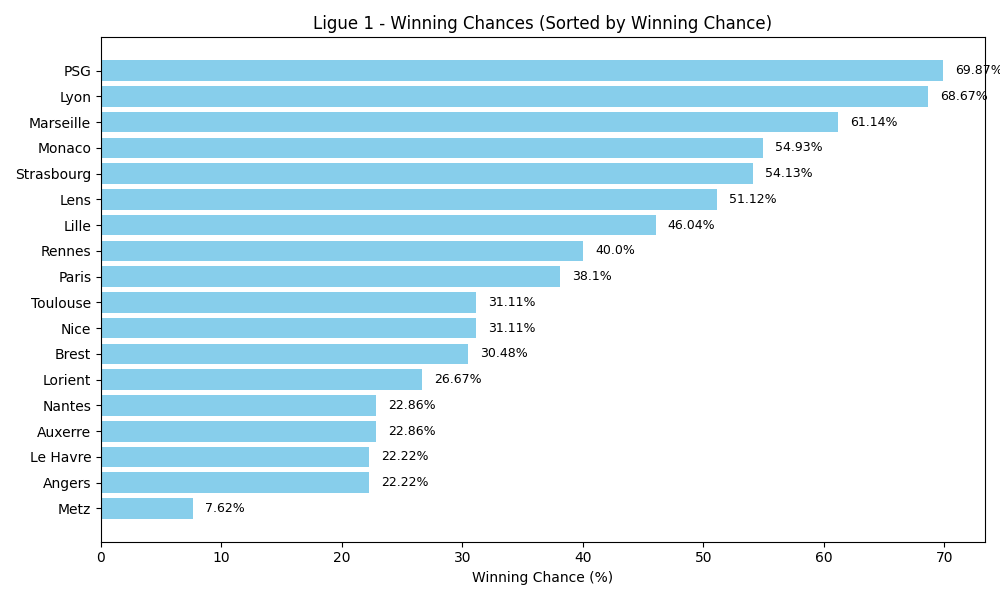 Ligue 1 - Winning Chances (Sorted by Winning Chance)
PSG 69.87%
Lyon 68.67%
Marseille 61.14%
Monaco 54.93%
Strasbourg 54.13%
Lens 51.12%
Lille 46.04%
Rennes 40.0%
Paris 38.1%
Toulouse 31.11%
Nice 31.11%
Brest 30.48%
Lorient 26.67%
Nantes 22.86%
Auxerre 22.86%
Le Havre 22.22%
Angers 22.22%
Metz 7.62%
0 10 20 30 40 50 60 70
Winning Chance (%)